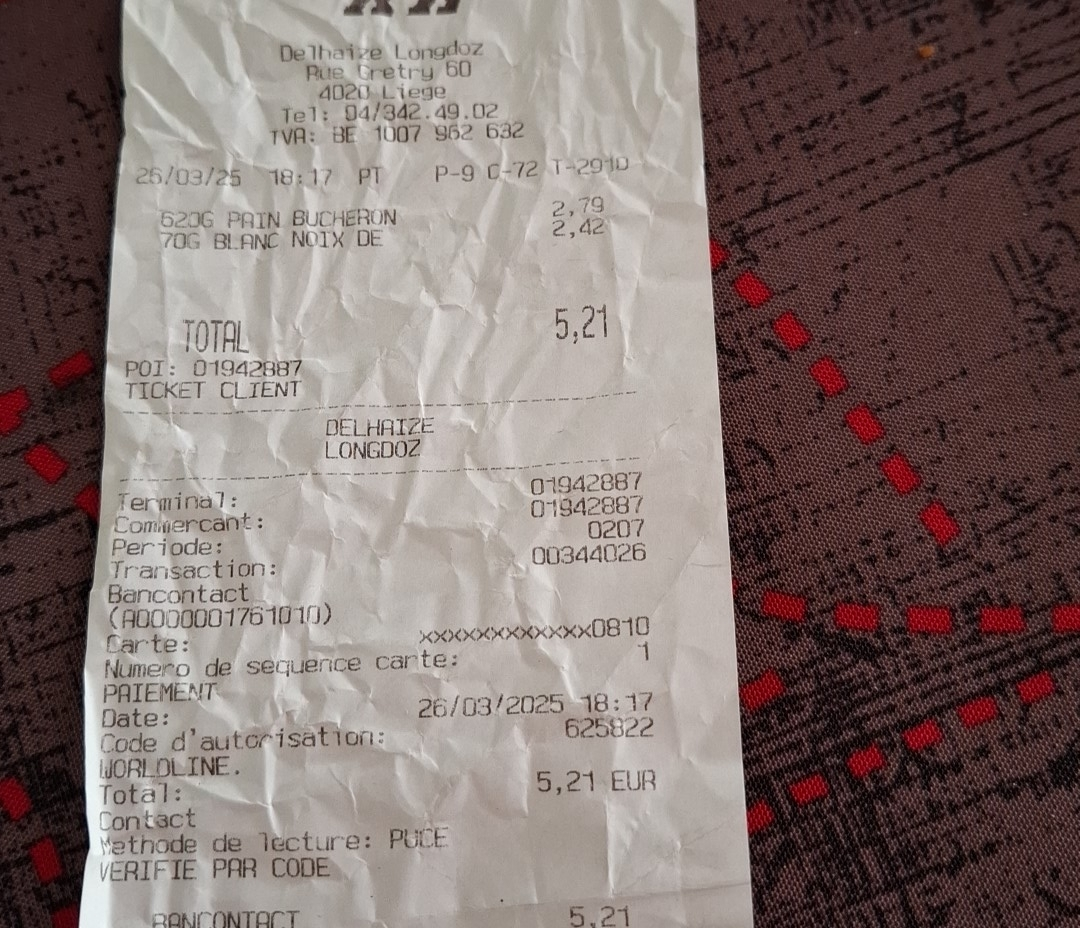 Delhaize Longdoz
Rue Gretry 60
4020 Liege
Tel: 04/342.49.02
TVA: BE 1007 962 632
26/03/25 18:17 PT P-9 C-72 T-2910
620G PAIN BUCHERON 2,79
70G BLANC NOIX DE 2,42
TOTAL 5,21
POI: 01942887
TICKET CLIENT
DELHAIZE
LONGDOZ
Terminal: 01942887
Commercant: 01942887
Periode: 0207
Transaction: 00344026
Bancontact
(A0000001761010)
Carte: xxxxxxxxxxxxx0810
Numero de sequence carte: 1
PAIEMENT
Date: 26/03/2025 18:17
Code d'autorisation: 625822
WORLDLINE.
Total: 5,21 EUR
Contact
Methode de lecture: PUCE
VERIFIE PAR CODE
BANCONTACT 5,21